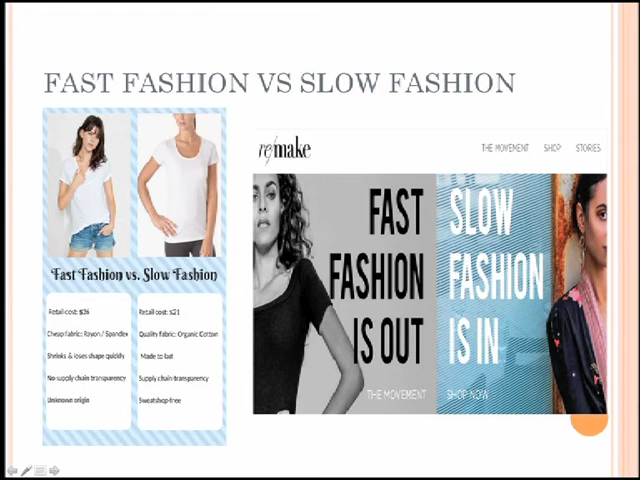 FAST FASHION VS SLOW FASHION
re/make
THE MOVEMENT SHOP STORIES
FAST
FASHION
IS OUT
THE MOVEMENT
SLOW
FASHION
IS IN
SHOP NOW
Fast Fashion vs. Slow Fashion
Retail cost: $26
Cheap fabric: Rayon / Spandex
Shrinks & loses shape quickly
No supply chain transparency
Unknown origin
Retail cost: $21
Quality fabric: Organic Cotton
Made to last
Supply chain transparency
Sweatshop-free